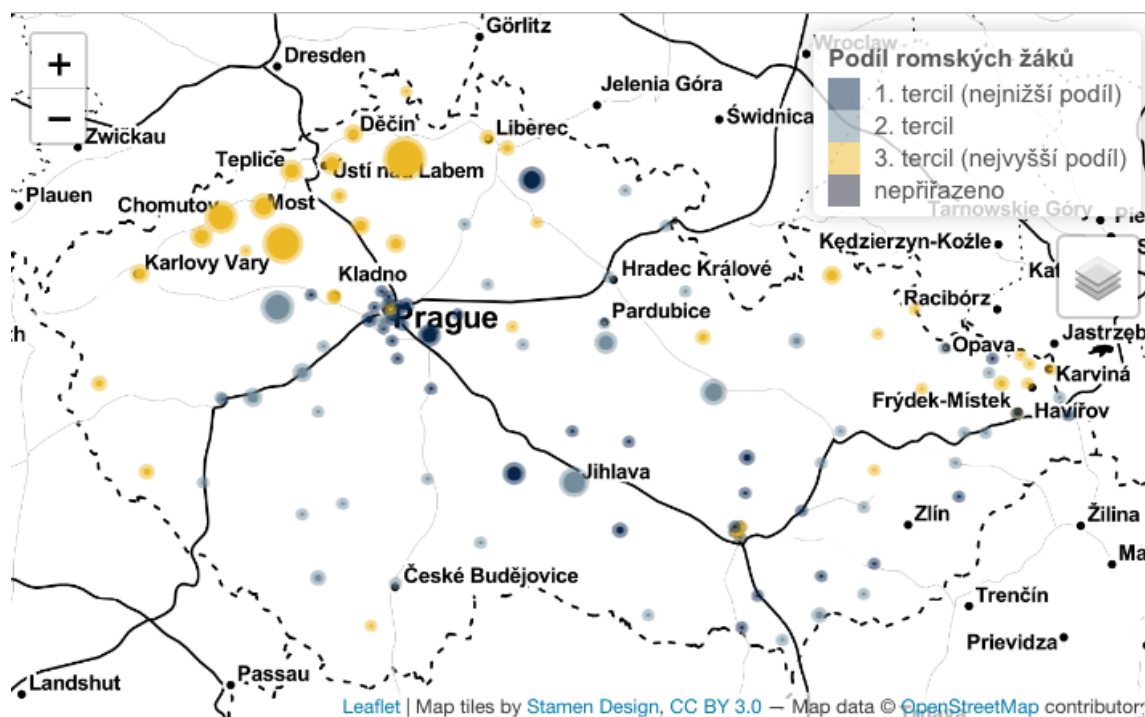 +
−
Görlitz
Dresden
Wroclaw
Podíl romských žáků
1. tercil (nejnižší podíl)
2. tercil
3. tercil (nejvyšší podíl)
nepřiřazeno
Jelenia Góra
Świdnica
Zwičkau
Děčín
Liberec
Teplice
Ústí nad Labem
Plauen
Chomutov
Most
Tarnowskie Góry
Kędzierzyn-Koźle
Karlovy Vary
Kladno
Hradec Králové
Racibórz
Prague
Pardubice
Opava
Jastrzęb
Karviná
Frýdek-Místek
Havířov
Jihlava
Zlín
Žilina
České Budějovice
Trenčín
Prievidza
Passau
Landshut
Leaflet | Map tiles by Stamen Design, CC BY 3.0 — Map data © OpenStreetMap contributor